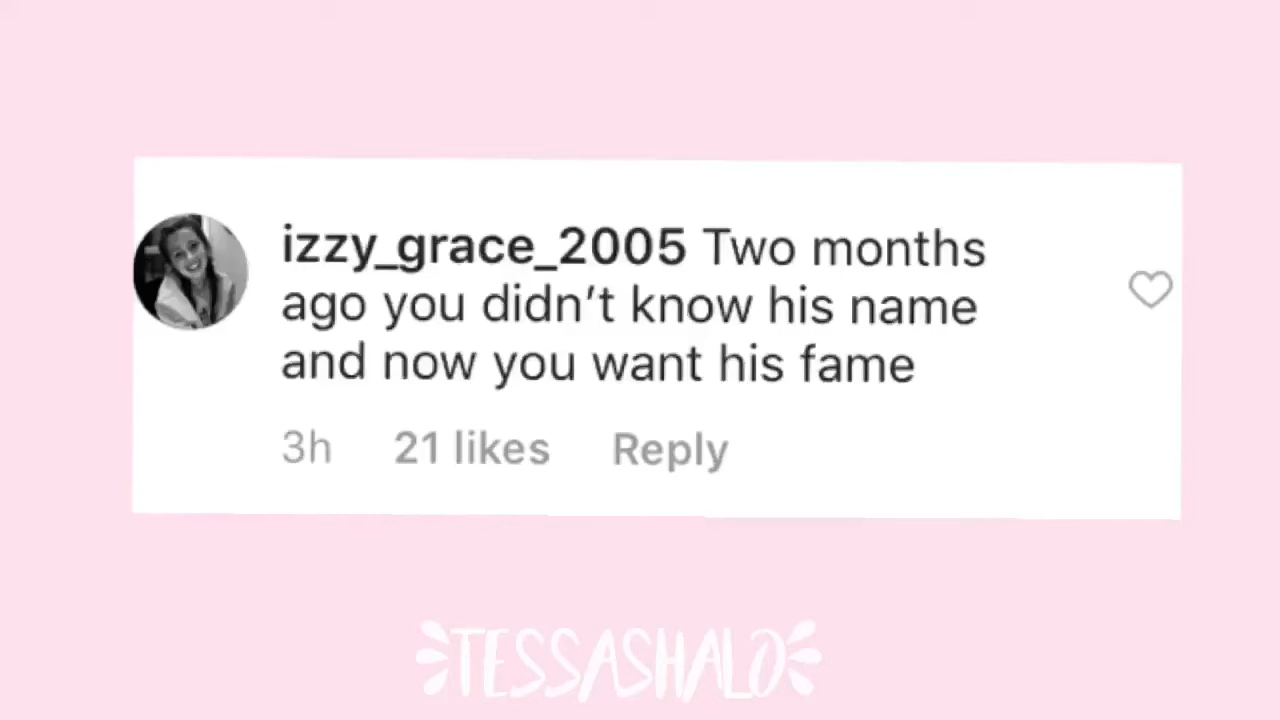 izzy_grace_2005 Two months
ago you didn’t know his name
and now you want his fame
3h 21 likes Reply
TESSASHALO